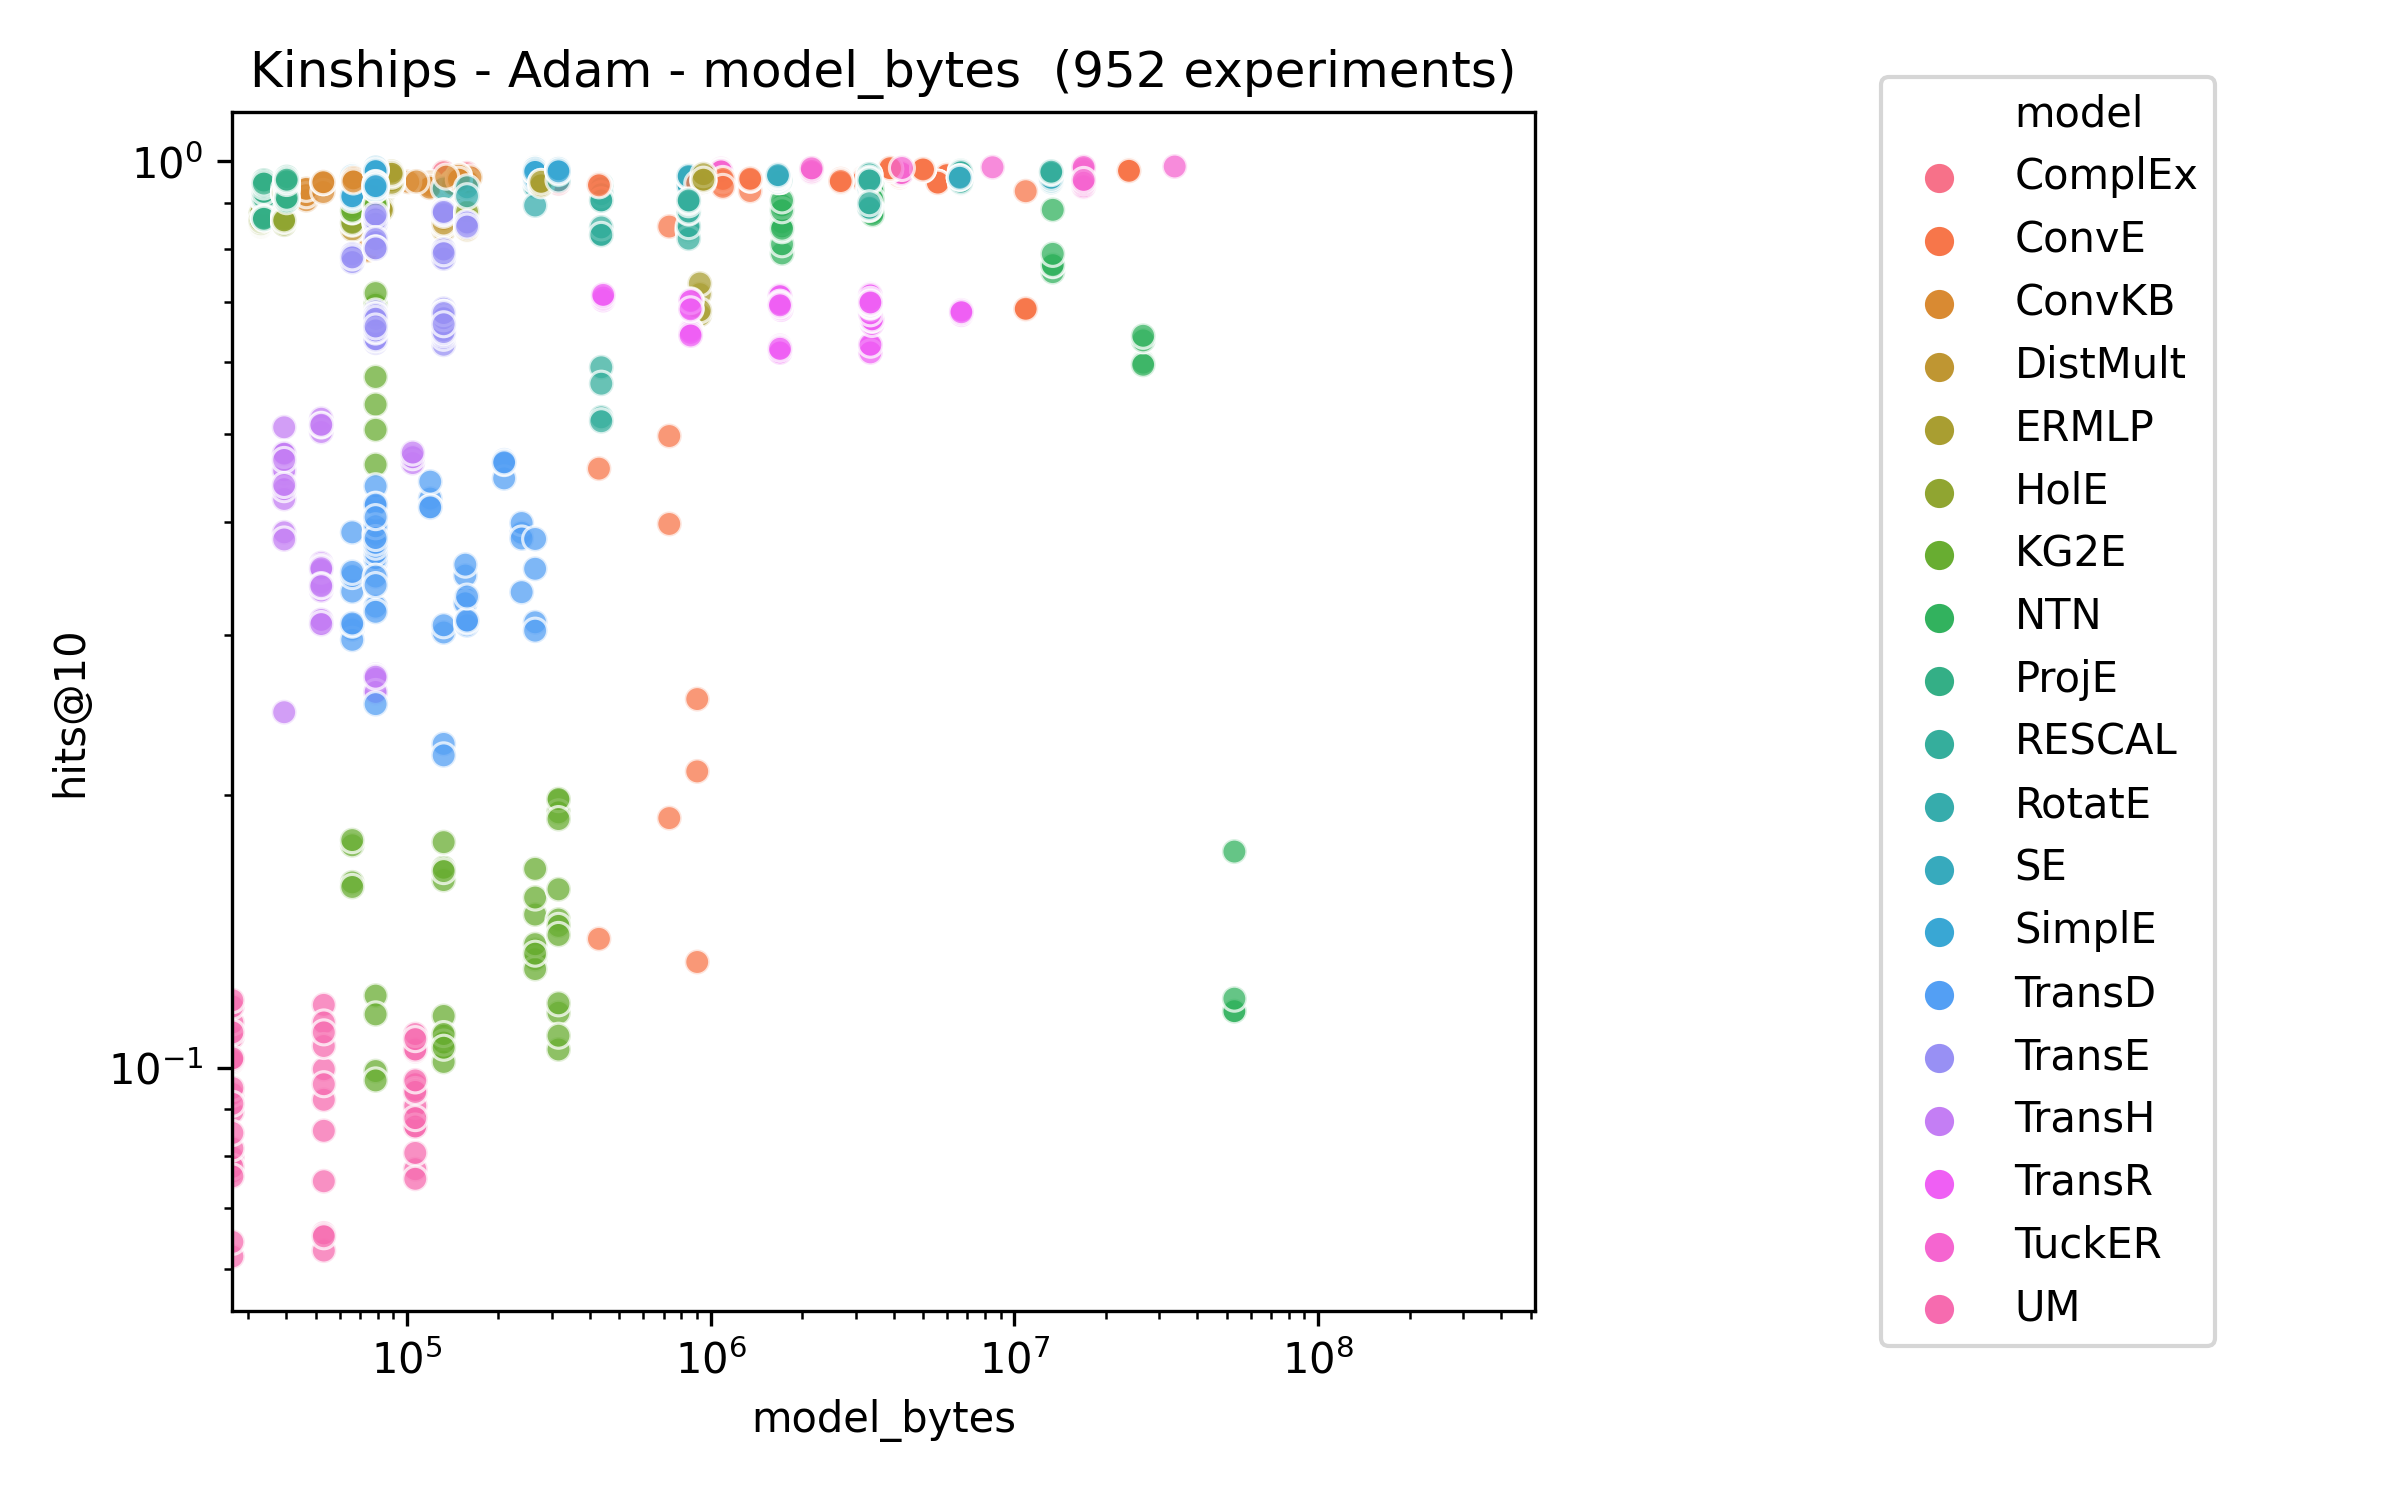 Kinships - Adam - model_bytes  (952 experiments)
hits@10
10⁰
10⁻¹
10⁵
10⁶
10⁷
10⁸
model_bytes
model
ComplEx
ConvE
ConvKB
DistMult
ERMLP
HolE
KG2E
NTN
ProjE
RESCAL
RotatE
SE
SimplE
TransD
TransE
TransH
TransR
TuckER
UM